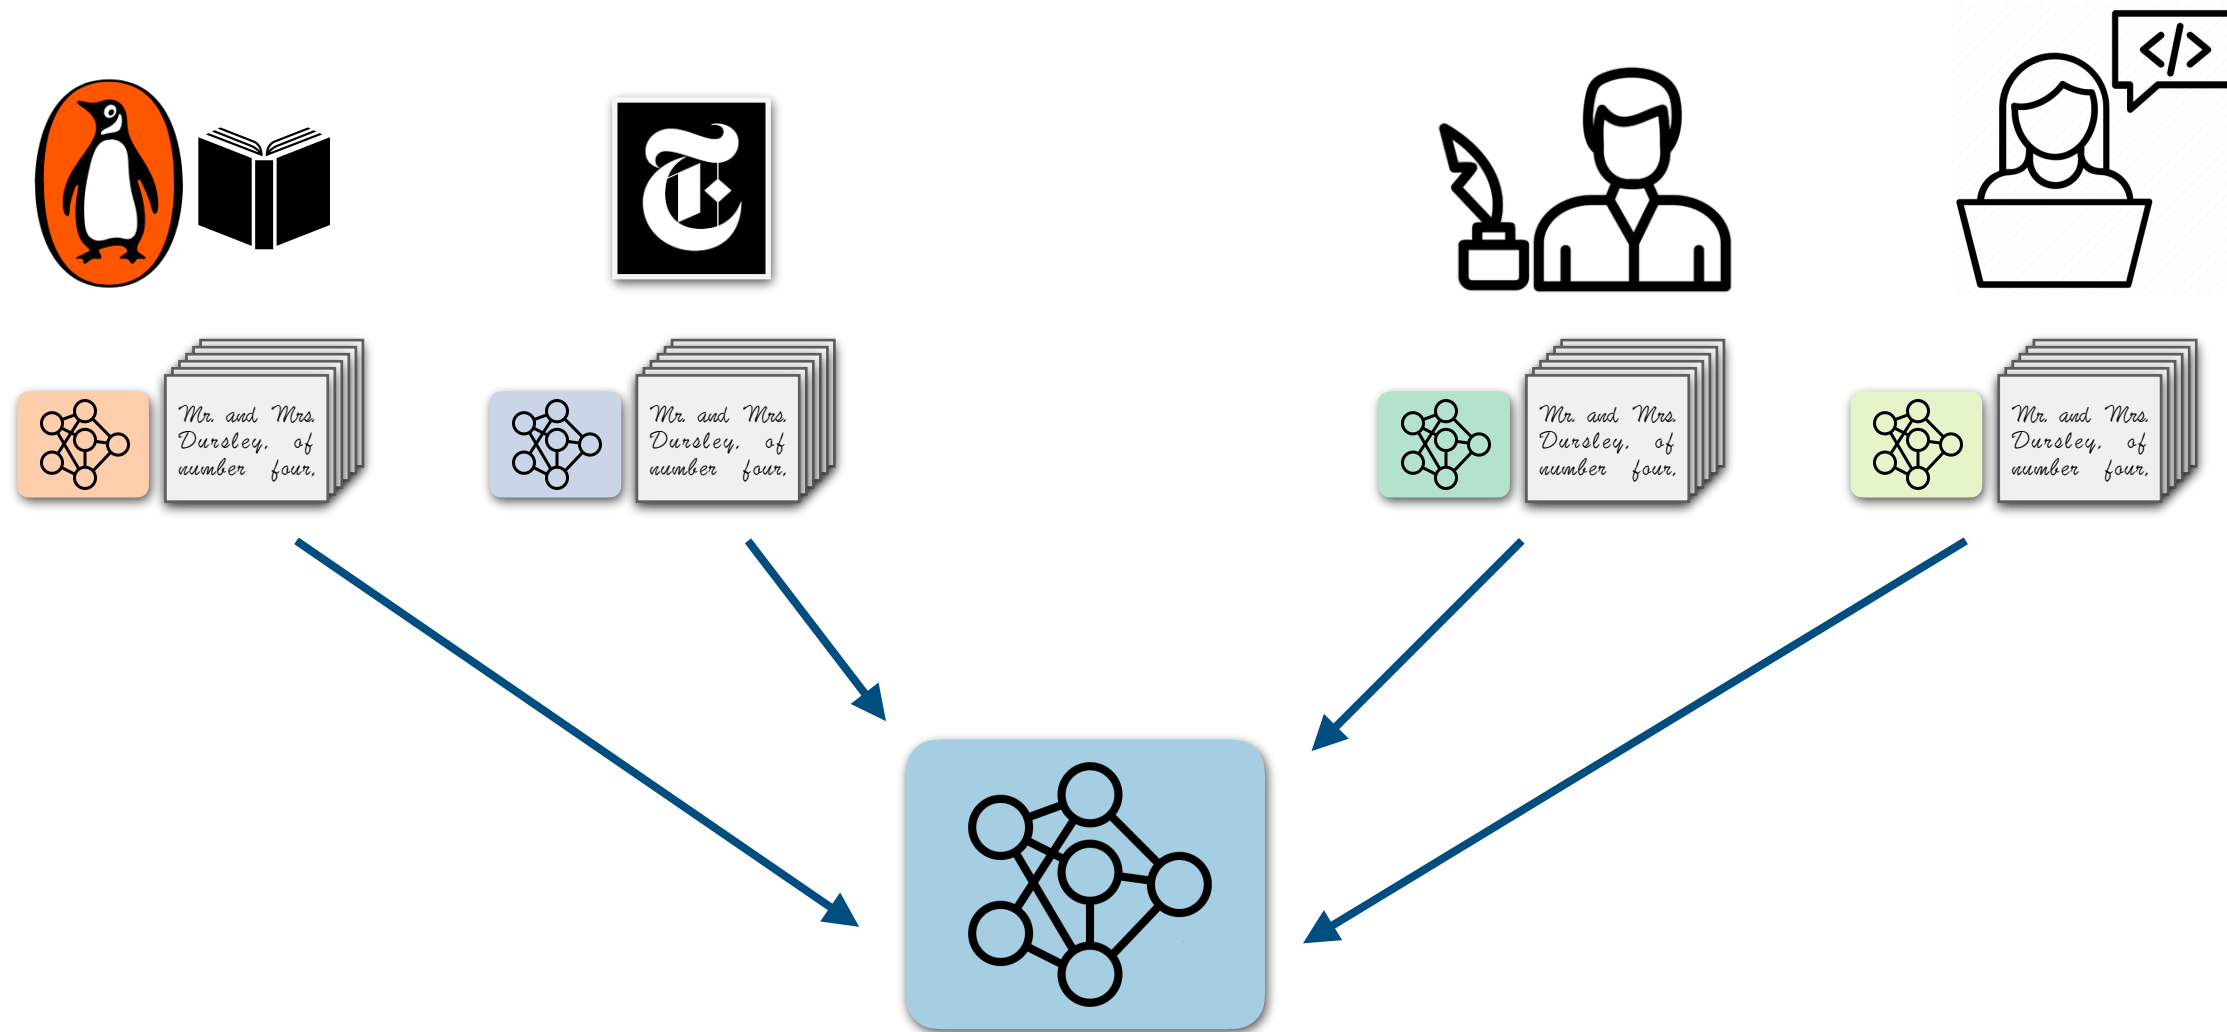 </>
T
Mr. and Mrs.
Dursley, of
number four,
Mr. and Mrs.
Dursley, of
number four,
Mr. and Mrs.
Dursley, of
number four,
Mr. and Mrs.
Dursley, of
number four,